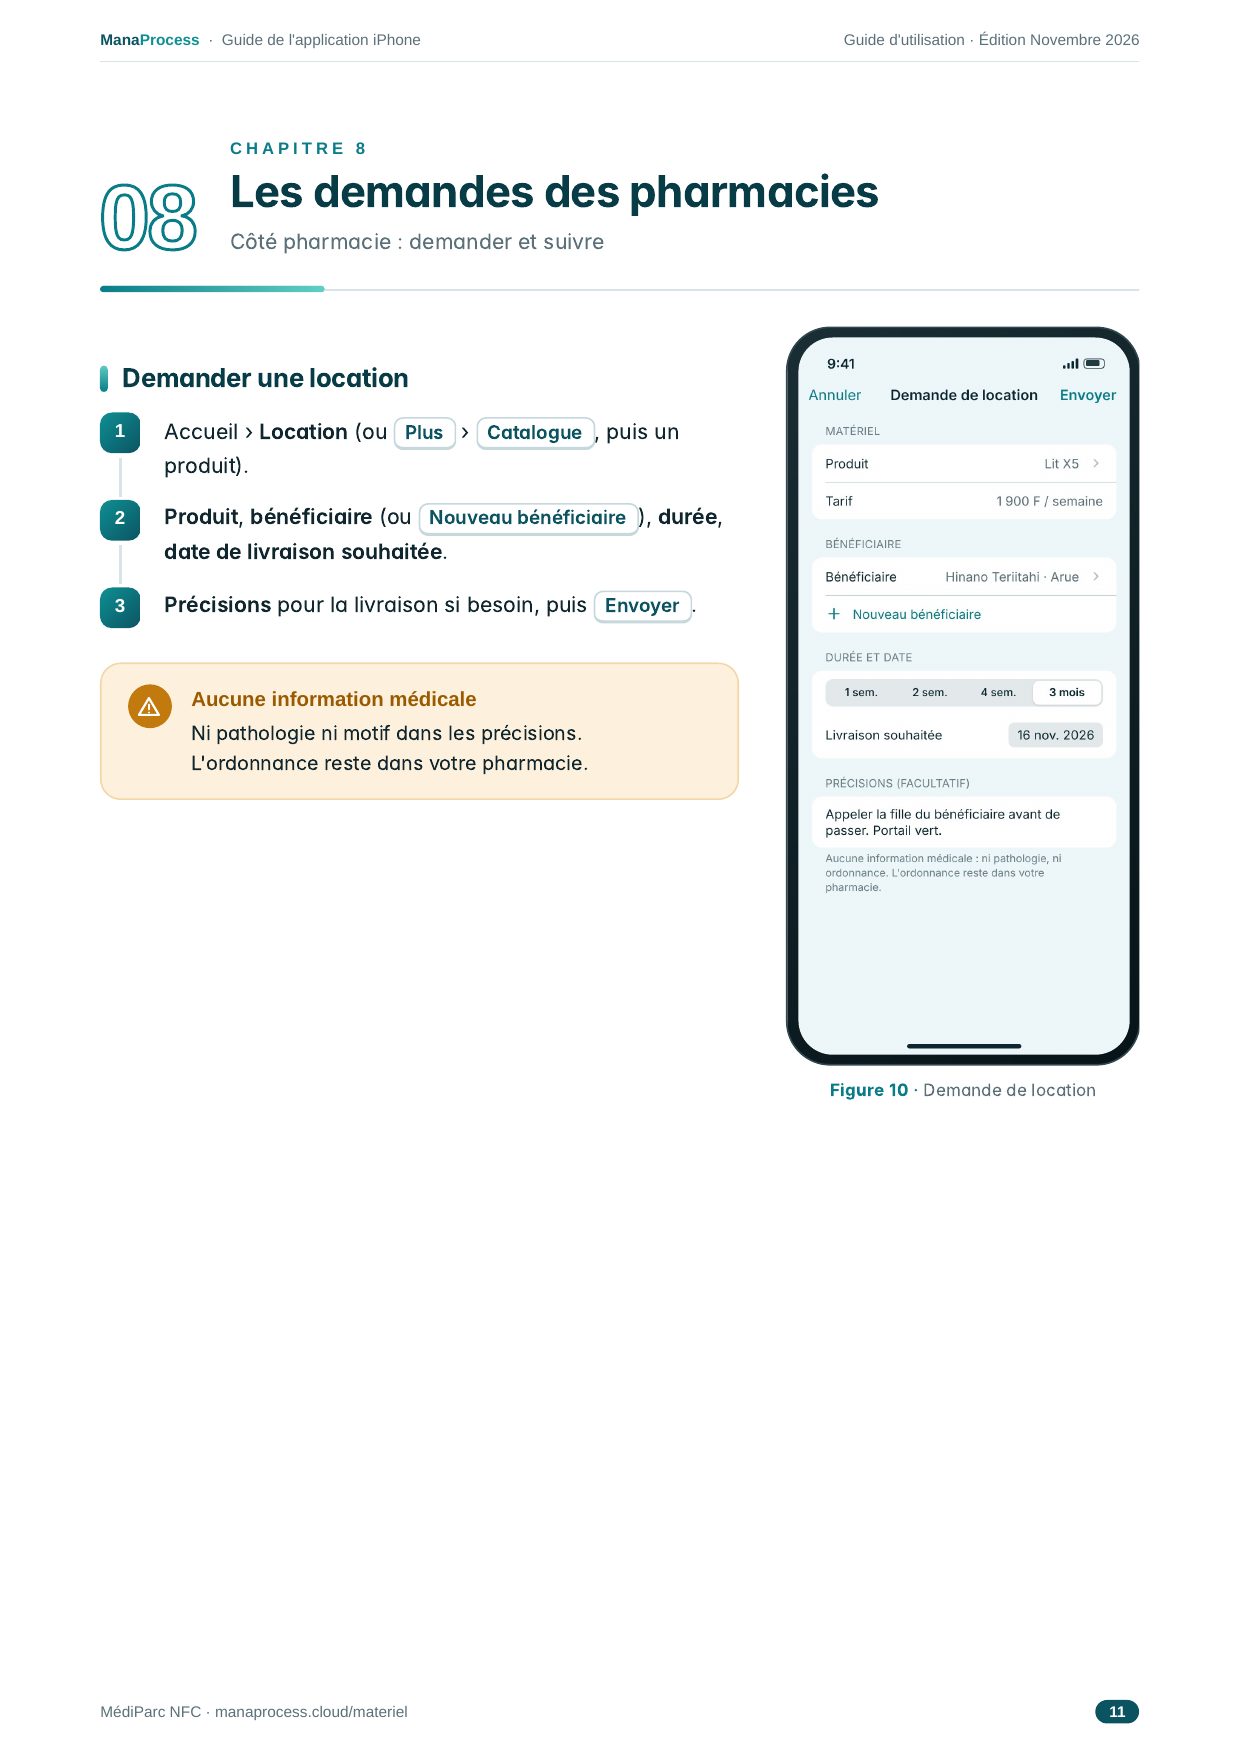 ManaProcess · Guide de l'application iPhone
Guide d'utilisation · Édition Novembre 2026
CHAPITRE 8
08
Les demandes des pharmacies
Côté pharmacie : demander et suivre
Demander une location
1
Accueil › Location (ou Plus › Catalogue, puis un
produit).
2
Produit, bénéficiaire (ou Nouveau bénéficiaire), durée,
date de livraison souhaitée.
3
Précisions pour la livraison si besoin, puis Envoyer.
Aucune information médicale
Ni pathologie ni motif dans les précisions.
L'ordonnance reste dans votre pharmacie.
9:41
Annuler Demande de location Envoyer
MATÉRIEL
Produit Lit X5 ›
Tarif 1 900 F / semaine
BÉNÉFICIAIRE
Bénéficiaire Hinano Teriitahi · Arue ›
+ Nouveau bénéficiaire
DURÉE ET DATE
1 sem. 2 sem. 4 sem. 3 mois
Livraison souhaitée 16 nov. 2026
PRÉCISIONS (FACULTATIF)
Appeler la fille du bénéficiaire avant de
passer. Portail vert.
Aucune information médicale : ni pathologie, ni
ordonnance. L'ordonnance reste dans votre
pharmacie.
Figure 10 · Demande de location
MédiParc NFC · manaprocess.cloud/materiel
11